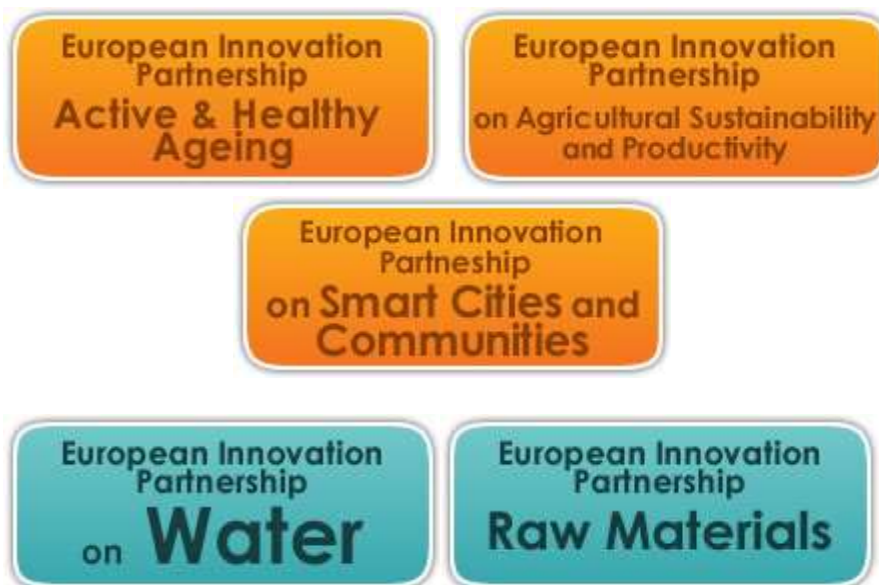 European Innovation
Partnership
Active & Healthy
Ageing
European Innovation
Partnership
on Agricultural Sustainability
and Productivity
European Innovation
Partneship
on Smart Cities and
Communities
European Innovation
Partnership
on Water
European Innovation
Partnership
Raw Materials